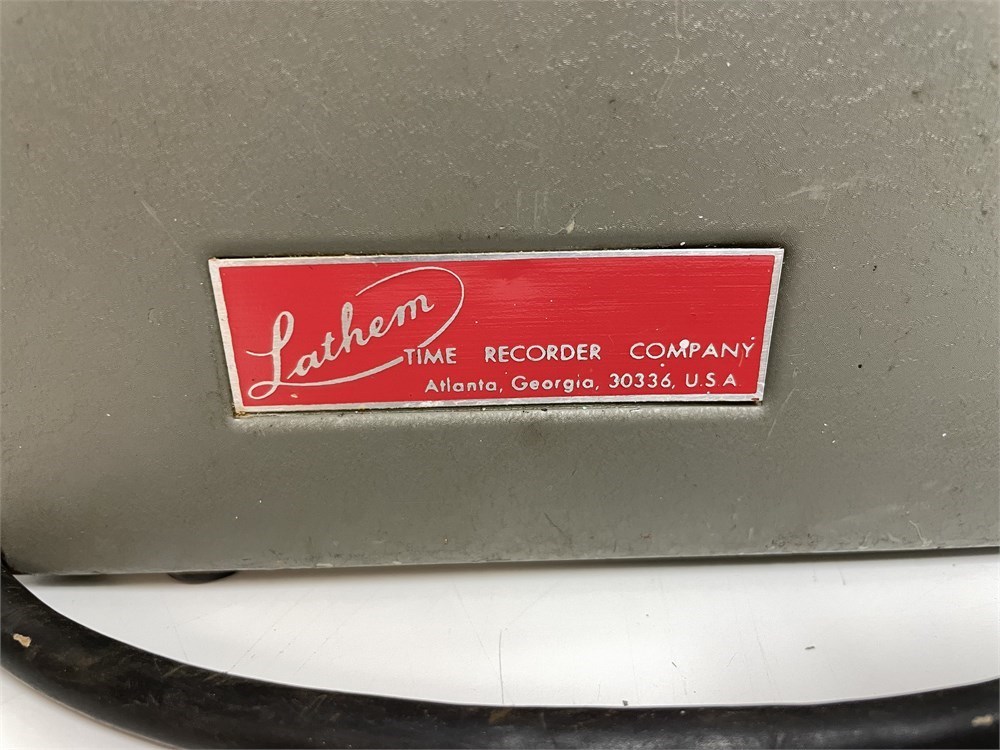 Lathem
TIME RECORDER COMPANY
Atlanta, Georgia, 30336, U.S.A